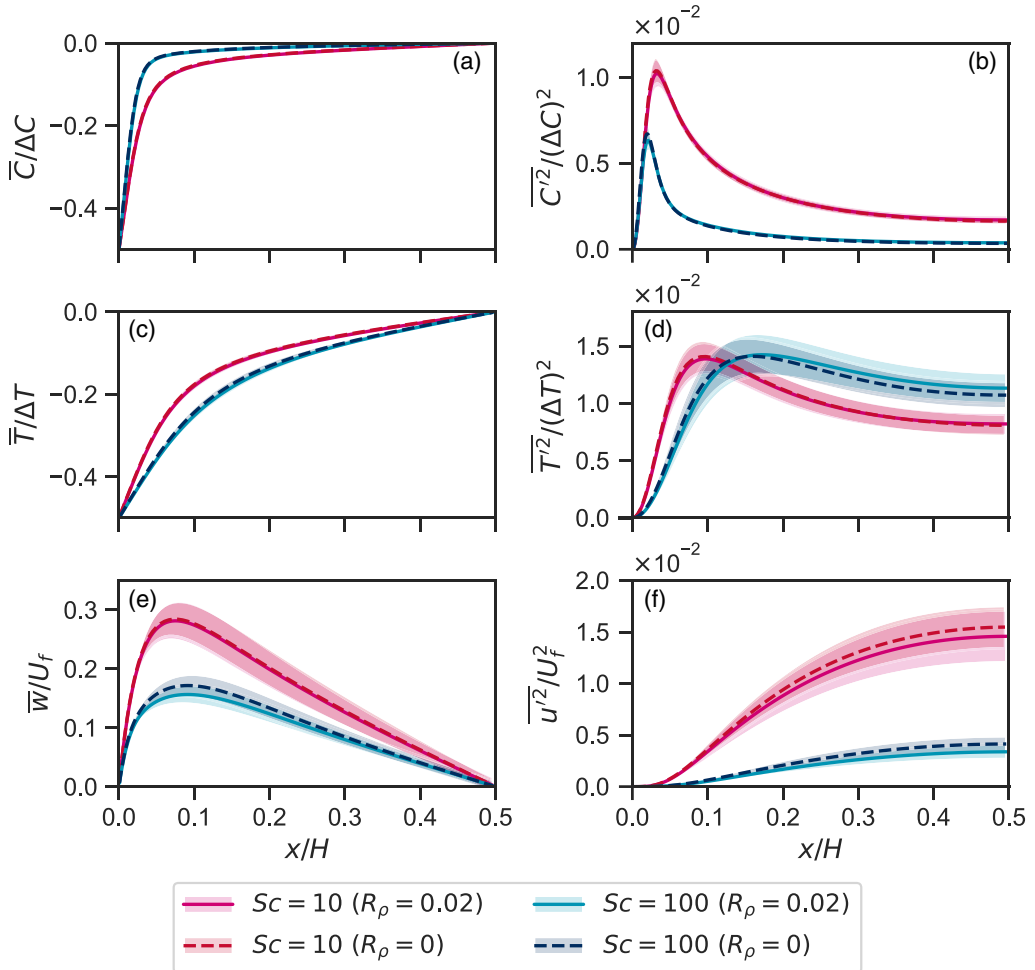 ×10⁻²
0.0
−0.2
−0.4
C̅/ΔC
(a)
1.0
0.5
0.0
C′²/(ΔC)²
(b)
×10⁻²
0.0
−0.2
−0.4
T̅/ΔT
(c)
1.5
1.0
0.5
0.0
T′²/(ΔT)²
(d)
×10⁻²
0.3
0.2
0.1
0.0
w̅/U_f
(e)
2.0
1.5
1.0
0.5
0.0
u′²/U_f²
(f)
0.0 0.1 0.2 0.3 0.4 0.5
x/H
0.0 0.1 0.2 0.3 0.4 0.5
x/H
Sc = 10 (R_ρ = 0.02)
Sc = 100 (R_ρ = 0.02)
Sc = 10 (R_ρ = 0)
Sc = 100 (R_ρ = 0)